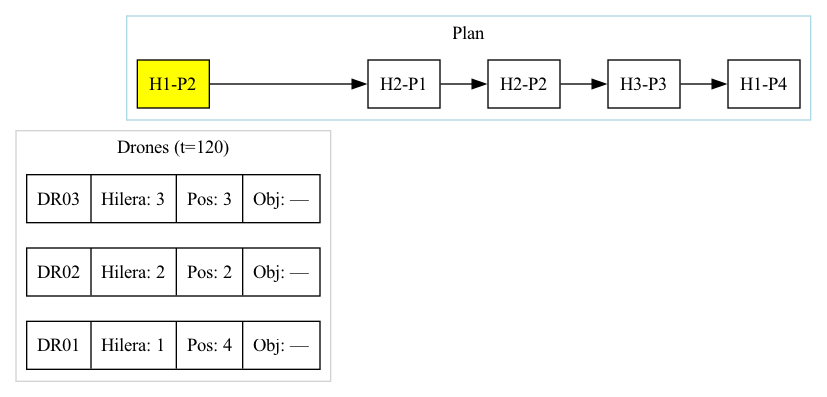 Plan
H1-P2 H2-P1 H2-P2 H3-P3 H1-P4
Drones (t=120)
DR03 Hilera: 3 Pos: 3 Obj: —
DR02 Hilera: 2 Pos: 2 Obj: —
DR01 Hilera: 1 Pos: 4 Obj: —